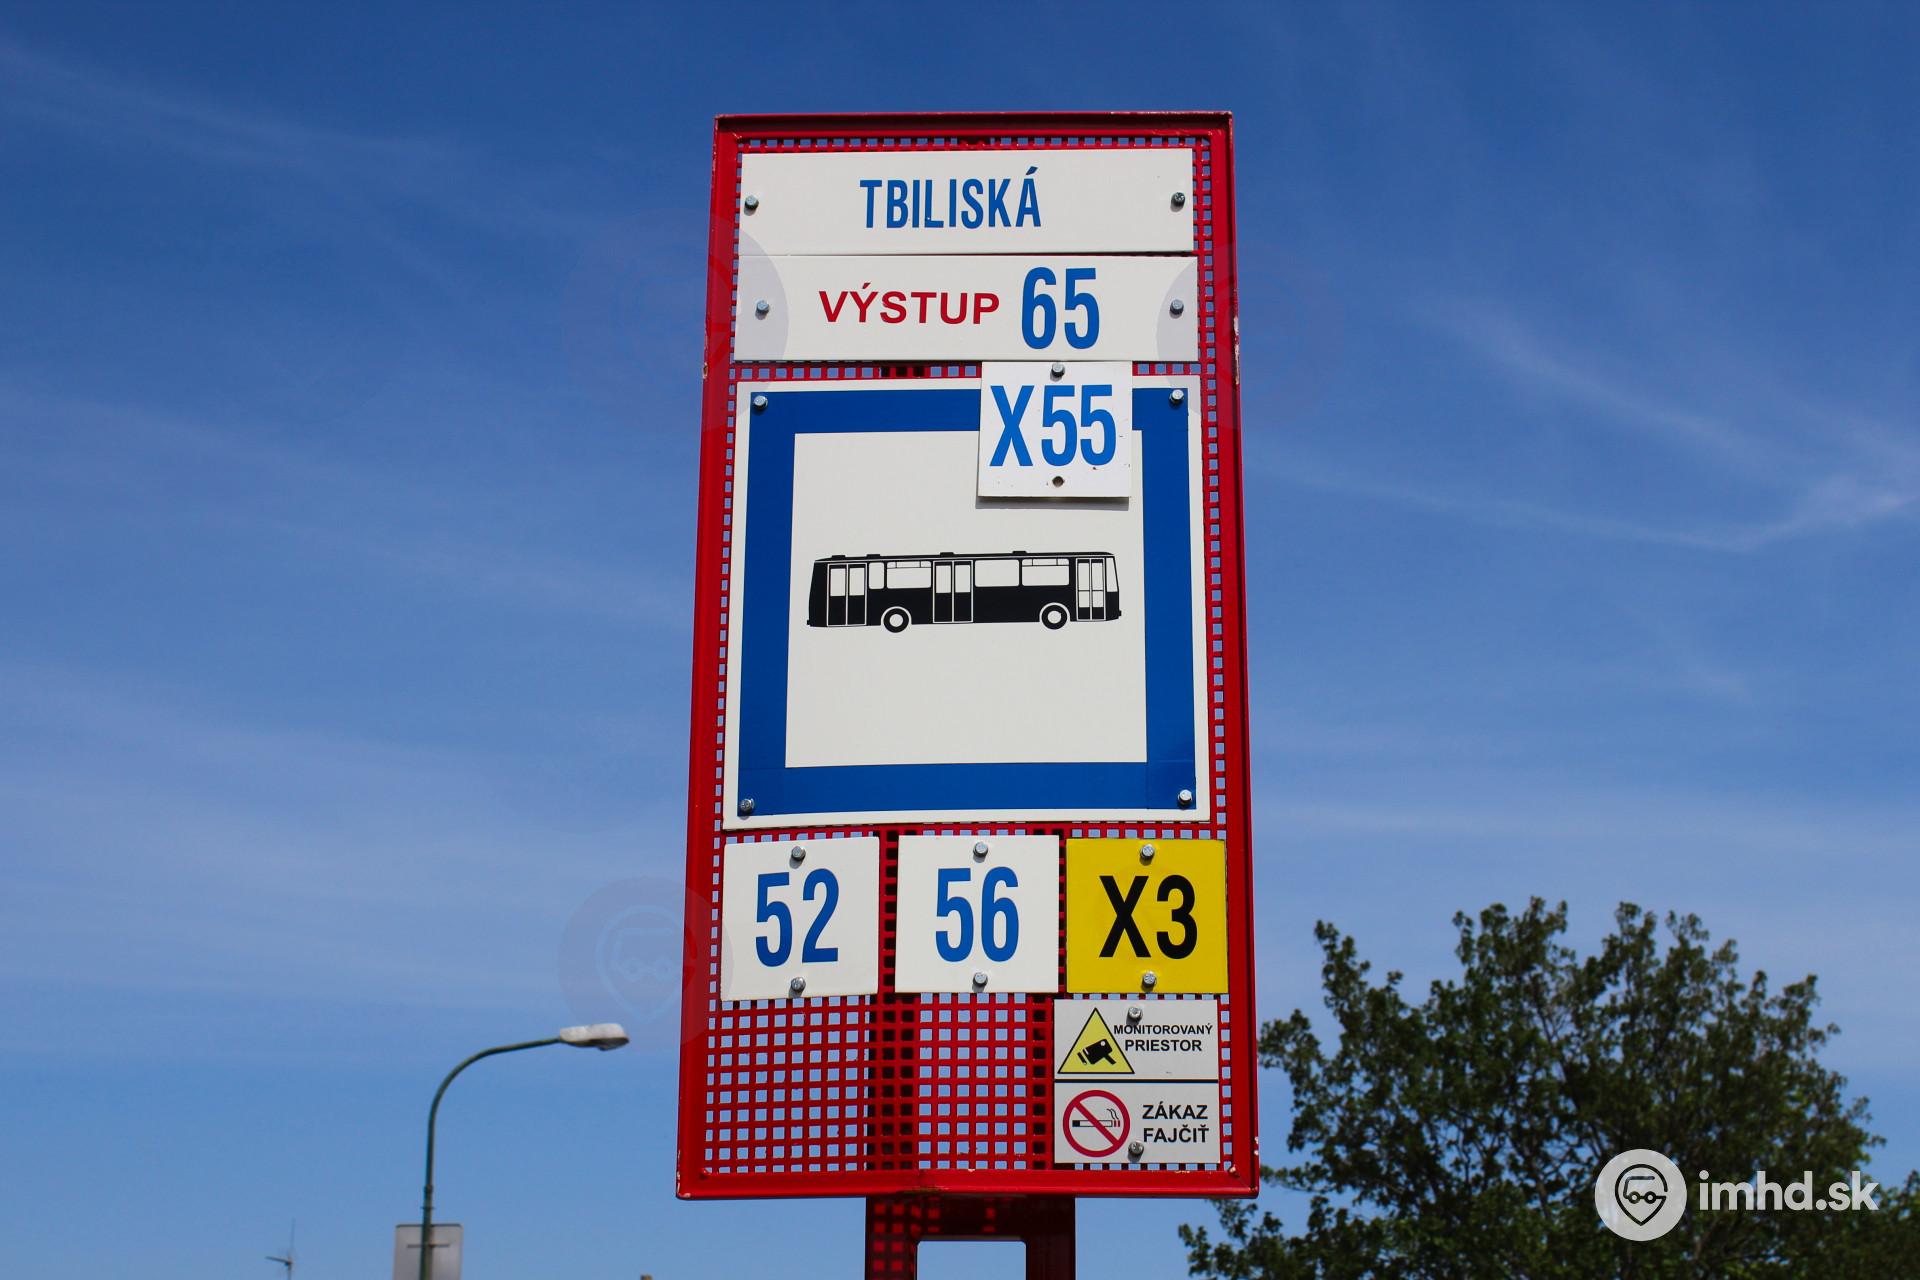 TBILISKÁ
VÝSTUP 65
X55
52 56 X3
MONITOROVANÝ
PRIESTOR
ZÁKAZ
FAJČIŤ
imhd.sk